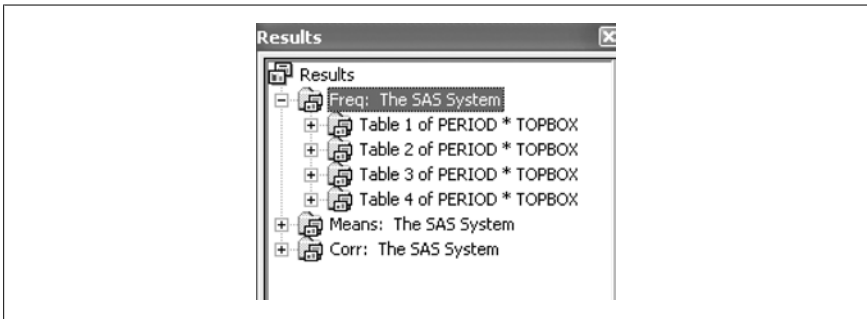 Results
Results
Freq: The SAS System
Table 1 of PERIOD * TOPBOX
Table 2 of PERIOD * TOPBOX
Table 3 of PERIOD * TOPBOX
Table 4 of PERIOD * TOPBOX
Means: The SAS System
Corr: The SAS System